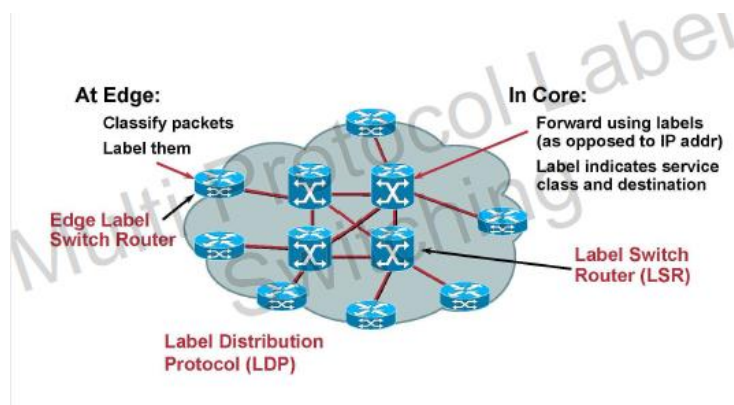 At Edge:
Classify packets
Label them
Edge Label
Switch Router
Label Distribution
Protocol (LDP)
In Core:
Forward using labels
(as opposed to IP addr)
Label indicates service
class and destination
Label Switch
Router (LSR)
Multi Protocol Label
Switching